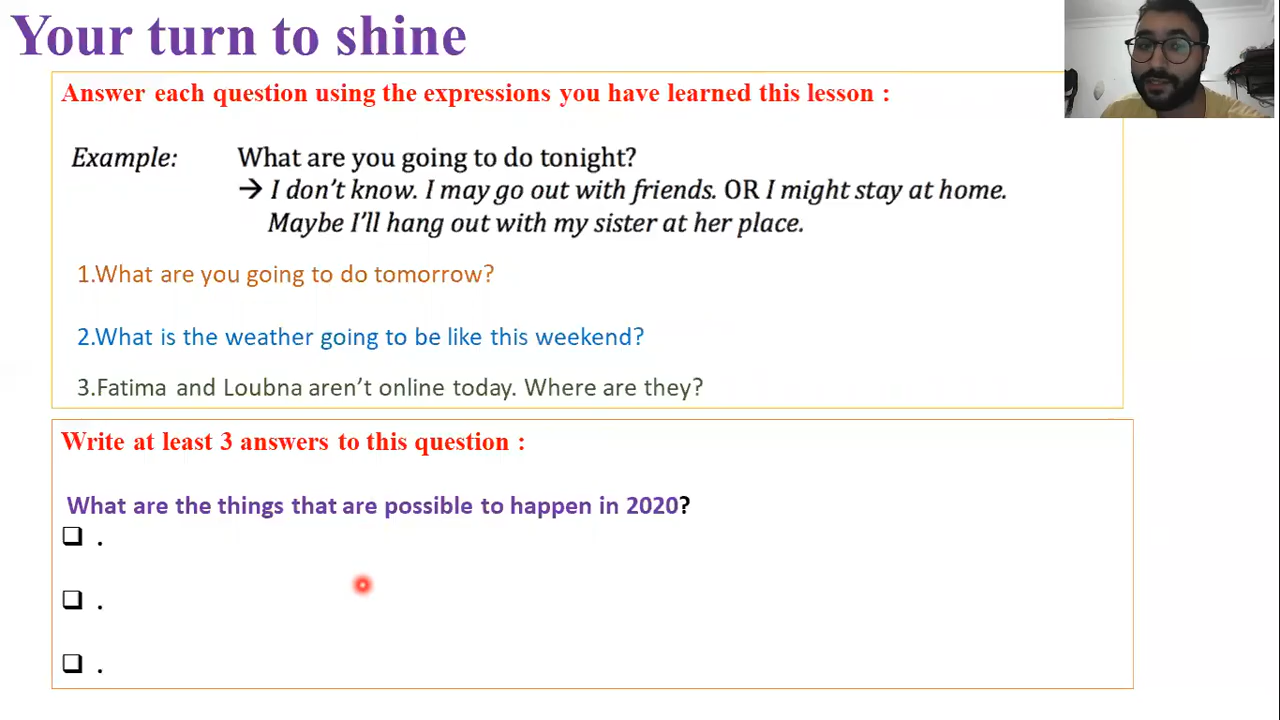 Your turn to shine
Answer each question using the expressions you have learned this lesson :
Example: What are you going to do tonight?
→ I don't know. I may go out with friends. OR I might stay at home.
Maybe I'll hang out with my sister at her place.
1.What are you going to do tomorrow?
2.What is the weather going to be like this weekend?
3.Fatima and Loubna aren't online today. Where are they?
Write at least 3 answers to this question :
What are the things that are possible to happen in 2020?
❑ .
❑ .
❑ .